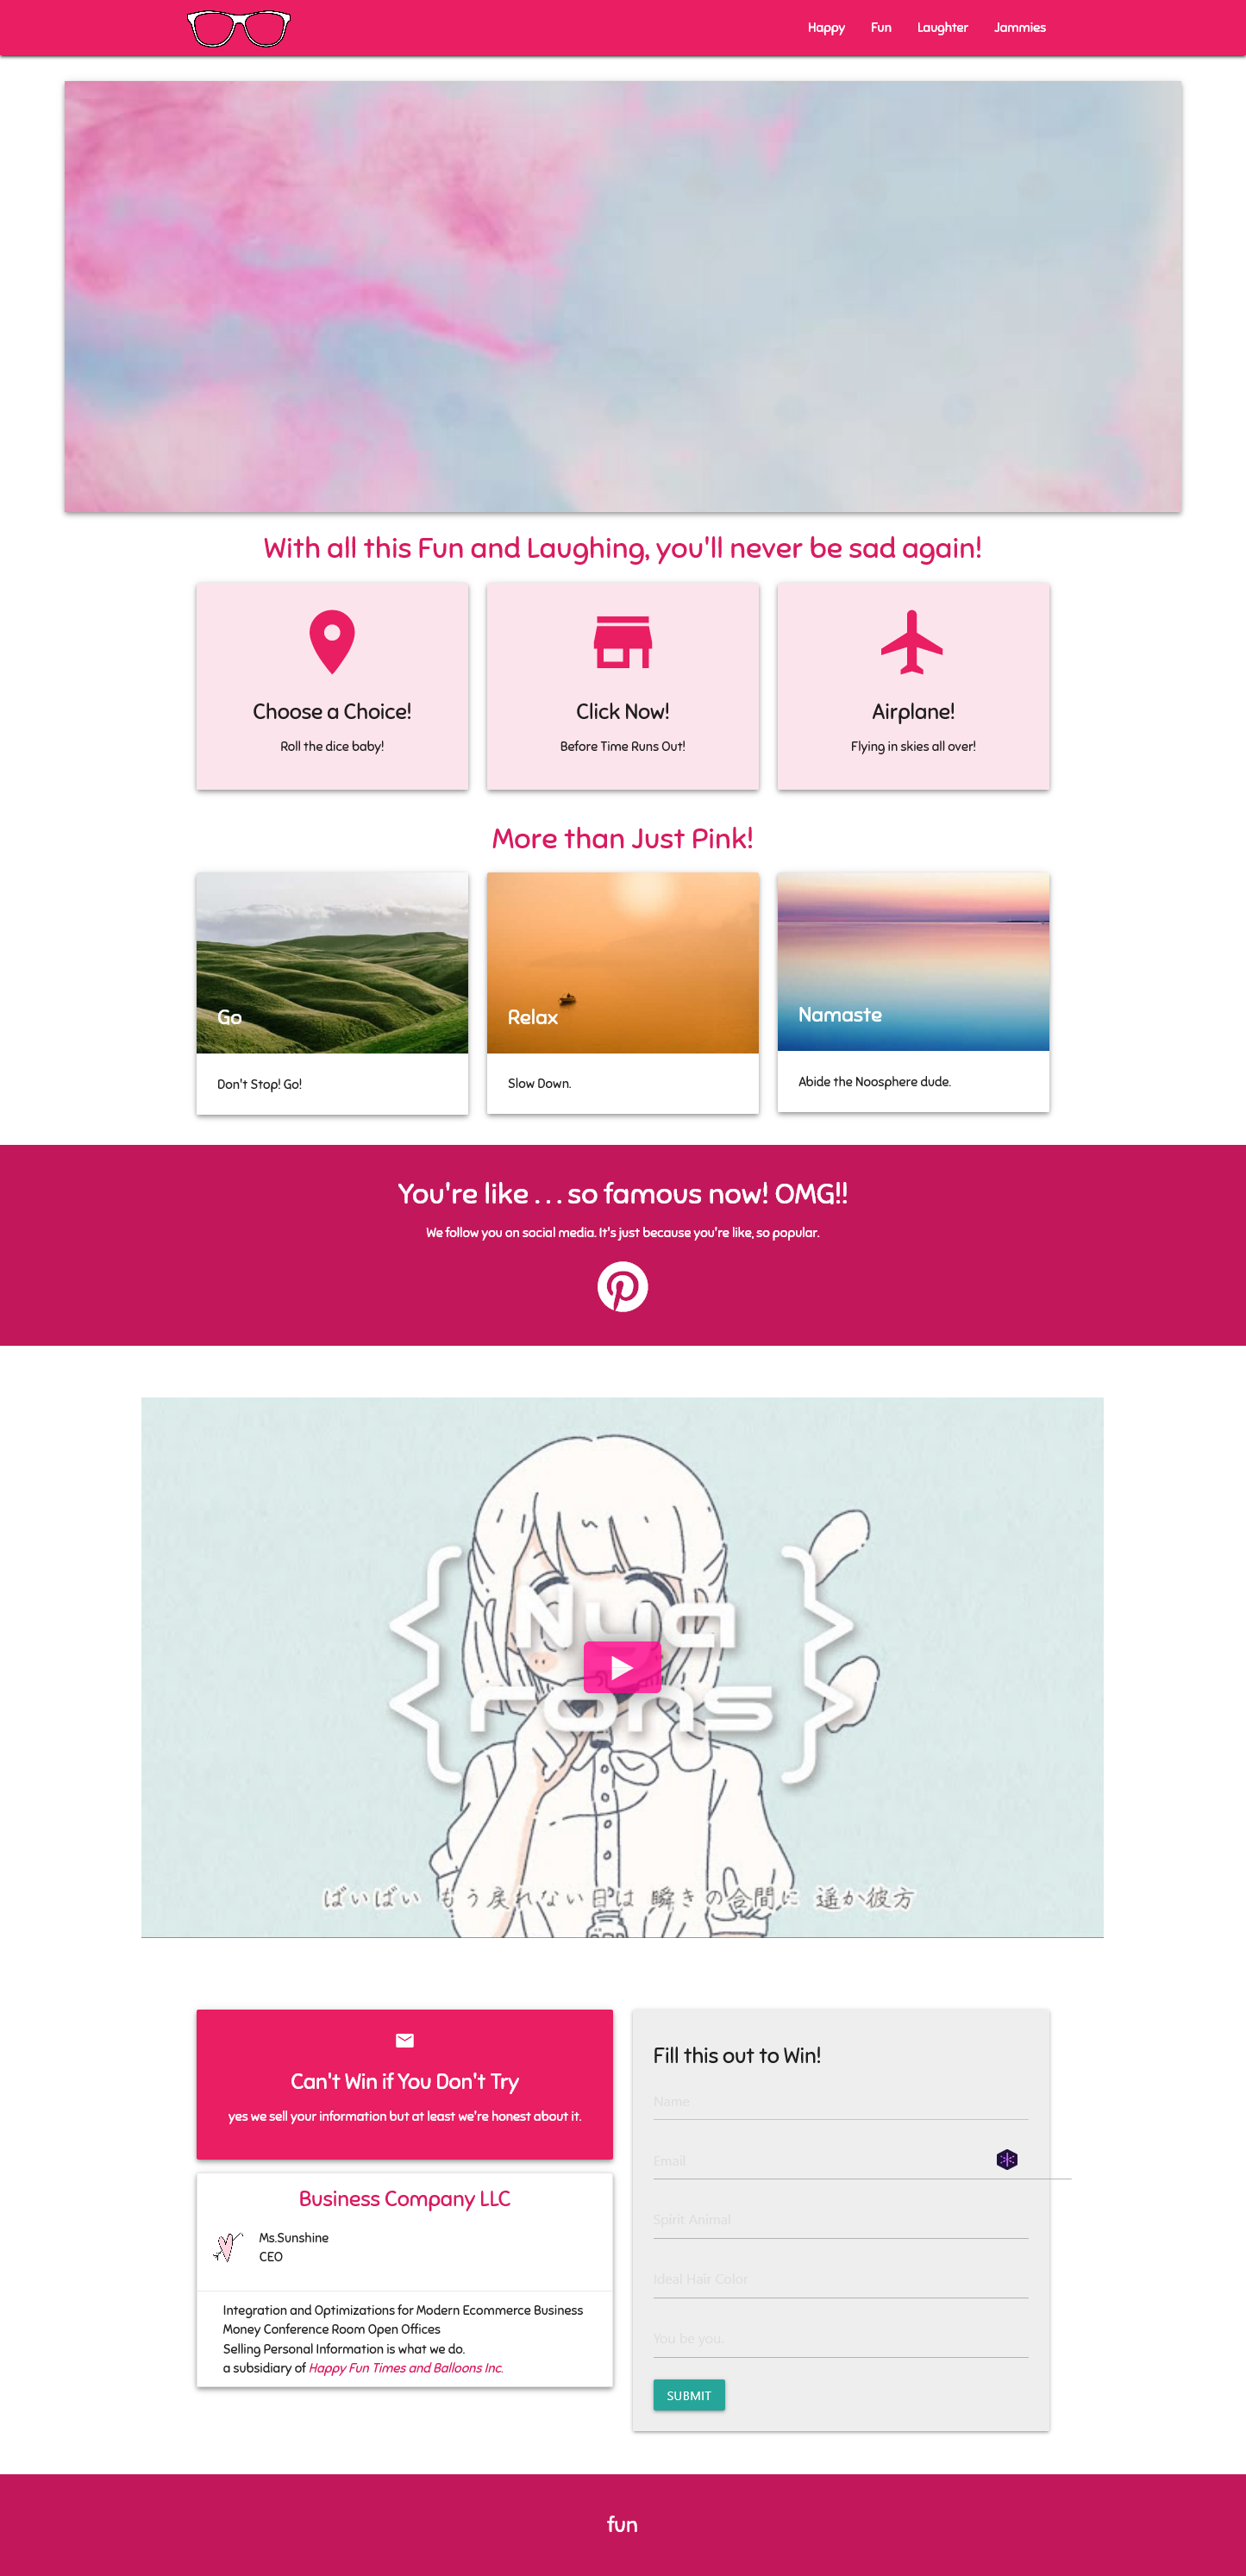 Happy Fun Laughter Jammies
With all this Fun and Laughing, you'll never be sad again!
Choose a Choice!
Roll the dice baby!
Click Now!
Before Time Runs Out!
Airplane!
Flying in skies all over!
More than Just Pink!
Go
Don't Stop! Go!
Relax
Slow Down.
Namaste
Abide the Noosphere dude.
You're like . . . so famous now! OMG!!
We follow you on social media. It's just because you're like, so popular.
Nya
rons
ばいばい もう戻れない日は 瞬きの合間に 遥か彼方
Can't Win if You Don't Try
yes we sell your information but at least we're honest about it.
Business Company LLC
Ms.Sunshine
CEO
Integration and Optimizations for Modern Ecommerce Business
Money Conference Room Open Offices
Selling Personal Information is what we do.
a subsidiary of Happy Fun Times and Balloons Inc.
Fill this out to Win!
Name
Email
Spirit Animal
Ideal Hair Color
You be you.
SUBMIT
fun